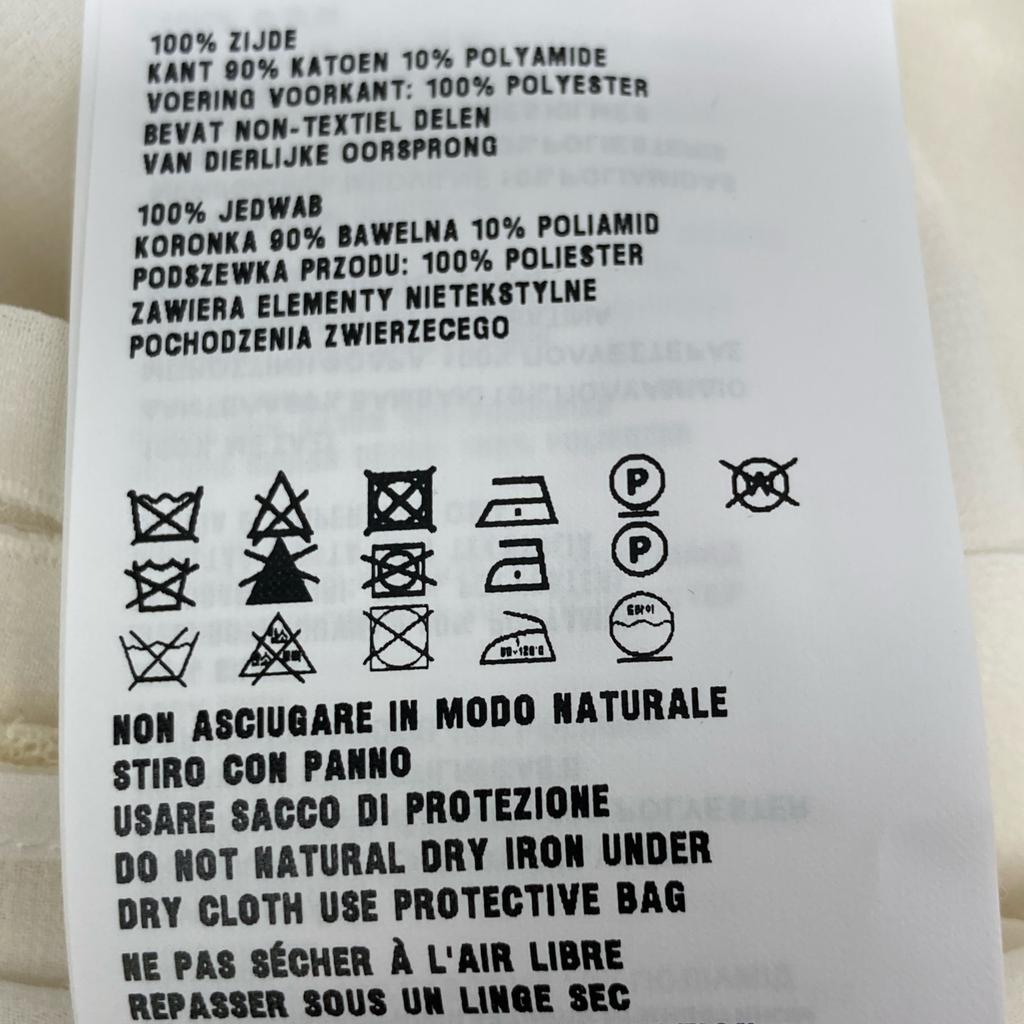 100% ZIJDE
KANT 90% KATOEN 10% POLYAMIDE
VOERING VOORKANT: 100% POLYESTER
BEVAT NON-TEXTIEL DELEN
VAN DIERLIJKE OORSPRONG
100% JEDWAB
KORONKA 90% BAWELNA 10% POLIAMID
PODSZEWKA PRZODU: 100% POLIESTER
ZAWIERA ELEMENTY NIETEKSTYLNE
POCHODZENIA ZWIERZECEGO
P W
P
NON ASCIUGARE IN MODO NATURALE
STIRO CON PANNO
USARE SACCO DI PROTEZIONE
DO NOT NATURAL DRY IRON UNDER
DRY CLOTH USE PROTECTIVE BAG
NE PAS SÉCHER À L'AIR LIBRE
REPASSER SOUS UN LINGE SEC